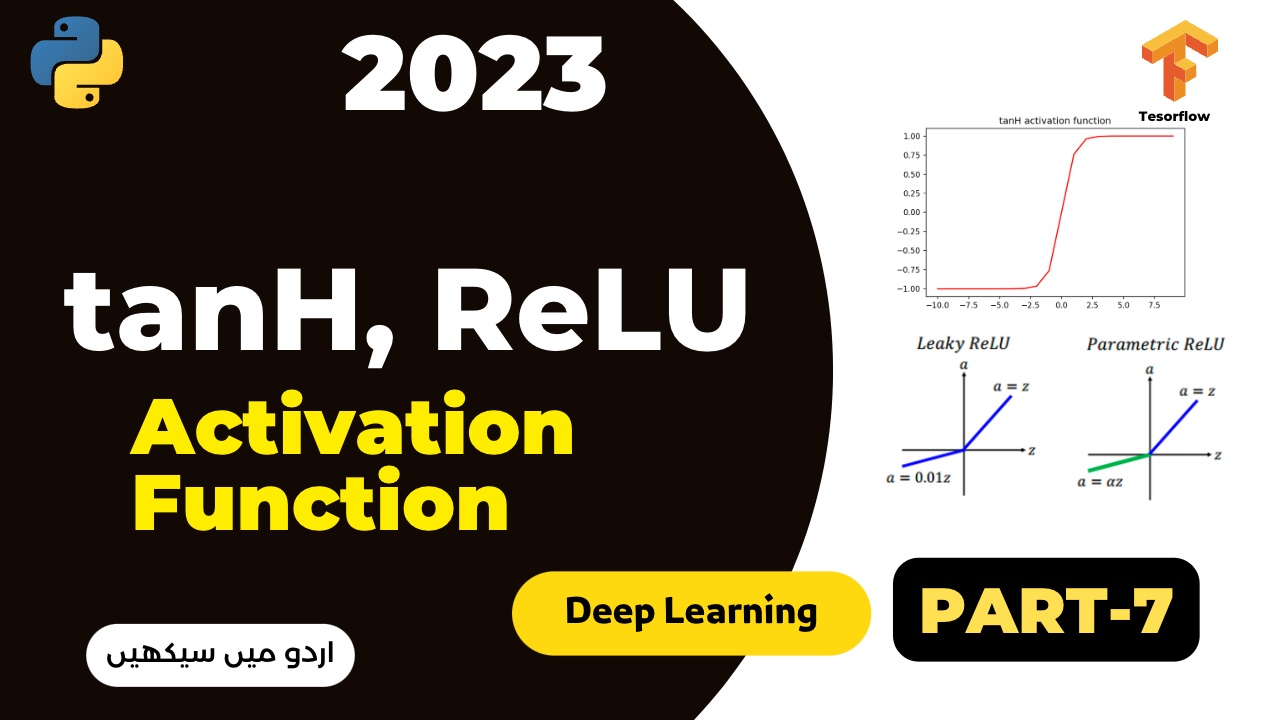 2023
Tesorflow
tanH activation function
1.00
0.75
0.50
0.25
0.00
−0.25
−0.50
−0.75
−1.00
−10.0 −7.5 −5.0 −2.5 0.0 2.5 5.0 7.5
tanH, ReLU
Activation
Function
Leaky ReLU
a
a = z
z
a = 0.01z
Parametric ReLU
a
a = z
z
a = αz
Deep Learning
PART-7
اردو میں سیکھیں